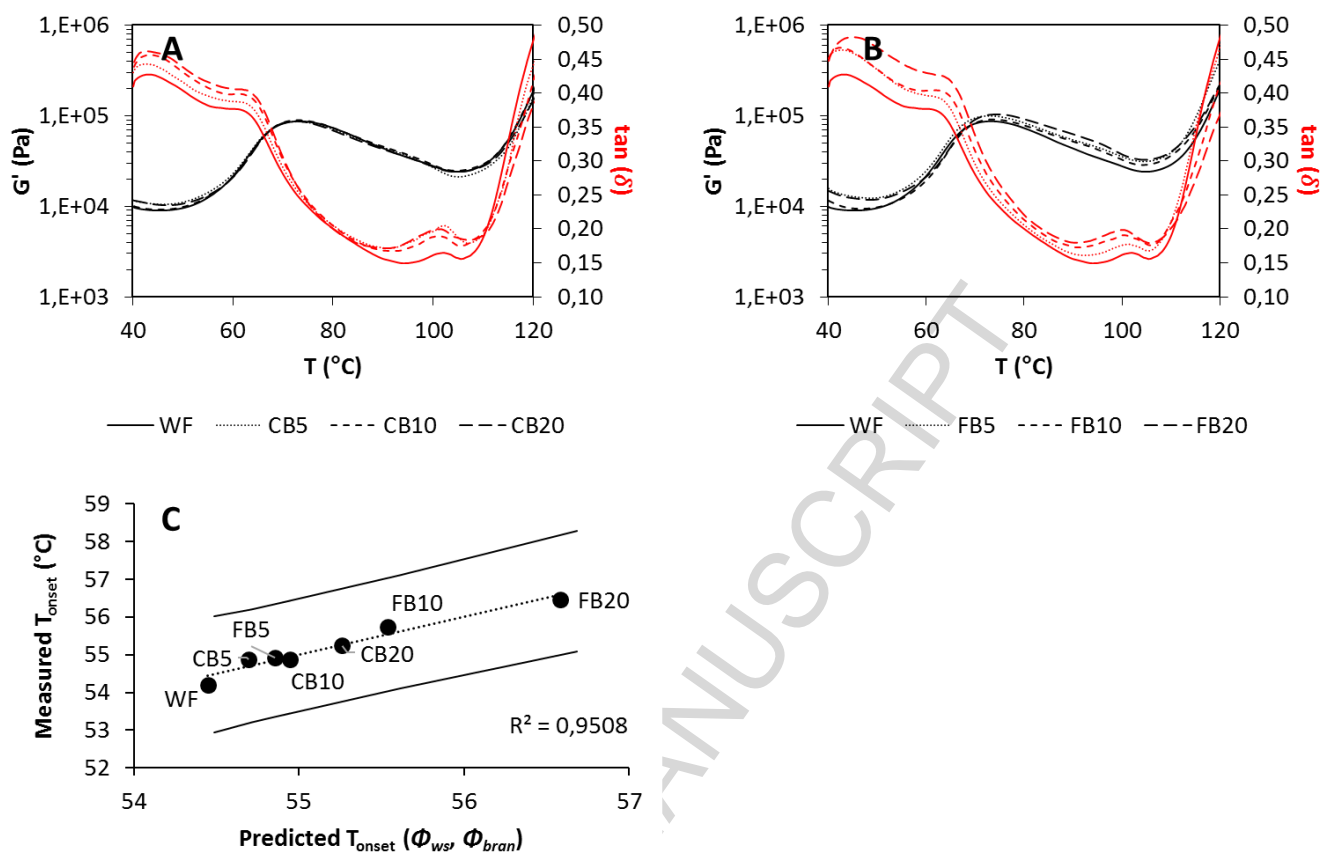 A
1,E+06
1,E+05
1,E+04
1,E+03
G' (Pa)
0,50
0,45
0,40
0,35
0,30
0,25
0,20
0,15
0,10
tan (δ)
40 60 80 100 120
T (°C)
WF CB5 CB10 CB20
B
1,E+06
1,E+05
1,E+04
1,E+03
G' (Pa)
0,50
0,45
0,40
0,35
0,30
0,25
0,20
0,15
0,10
tan (δ)
40 60 80 100 120
T (°C)
WF FB5 FB10 FB20
C
59
58
57
56
55
54
53
52
Measured Tonset (°C)
WF
CB5
FB5
CB10
CB20
FB10
FB20
R² = 0,9508
54 55 56 57
Predicted Tonset (Φws, Φbran)
ANUSCRIPT